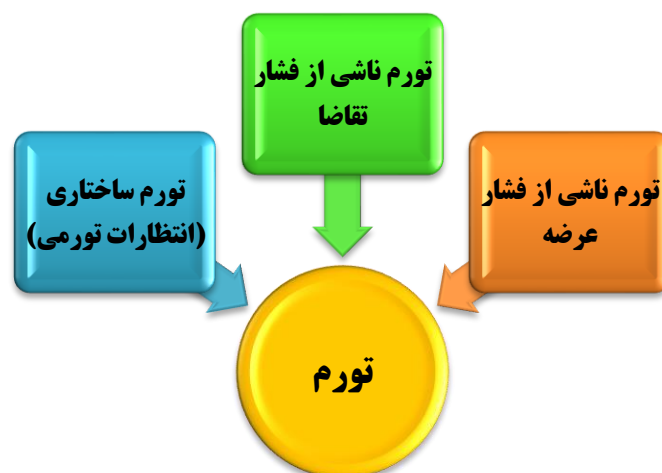 تورم ناشی از فشار
تقاضا
تورم ناشی از فشار
عرضه
تورم ساختاری
(انتظارات تورمی)
تورم